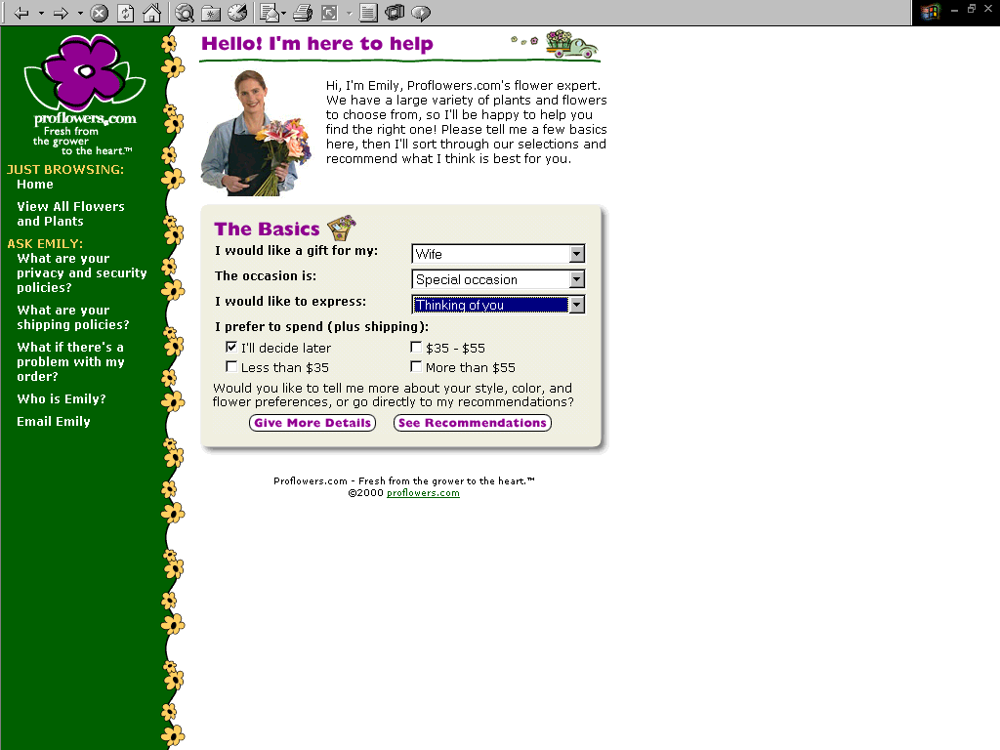 proflowers.com
Fresh from
the grower
to the heart.™
JUST BROWSING:
Home
View All Flowers
and Plants
ASK EMILY:
What are your
privacy and security
policies?
What are your
shipping policies?
What if there's a
problem with my
order?
Who is Emily?
Email Emily
Hello! I'm here to help
Hi, I'm Emily, Proflowers.com's flower expert.
We have a large variety of plants and flowers
to choose from, so I'll be happy to help you
find the right one! Please tell me a few basics
here, then I'll sort through our selections and
recommend what I think is best for you.
The Basics
I would like a gift for my: Wife
The occasion is: Special occasion
I would like to express: Thinking of you
I prefer to spend (plus shipping):
I'll decide later $35 - $55
Less than $35 More than $55
Would you like to tell me more about your style, color, and
flower preferences, or go directly to my recommendations?
Give More Details See Recommendations
Proflowers.com - Fresh from the grower to the heart.™
©2000 proflowers.com